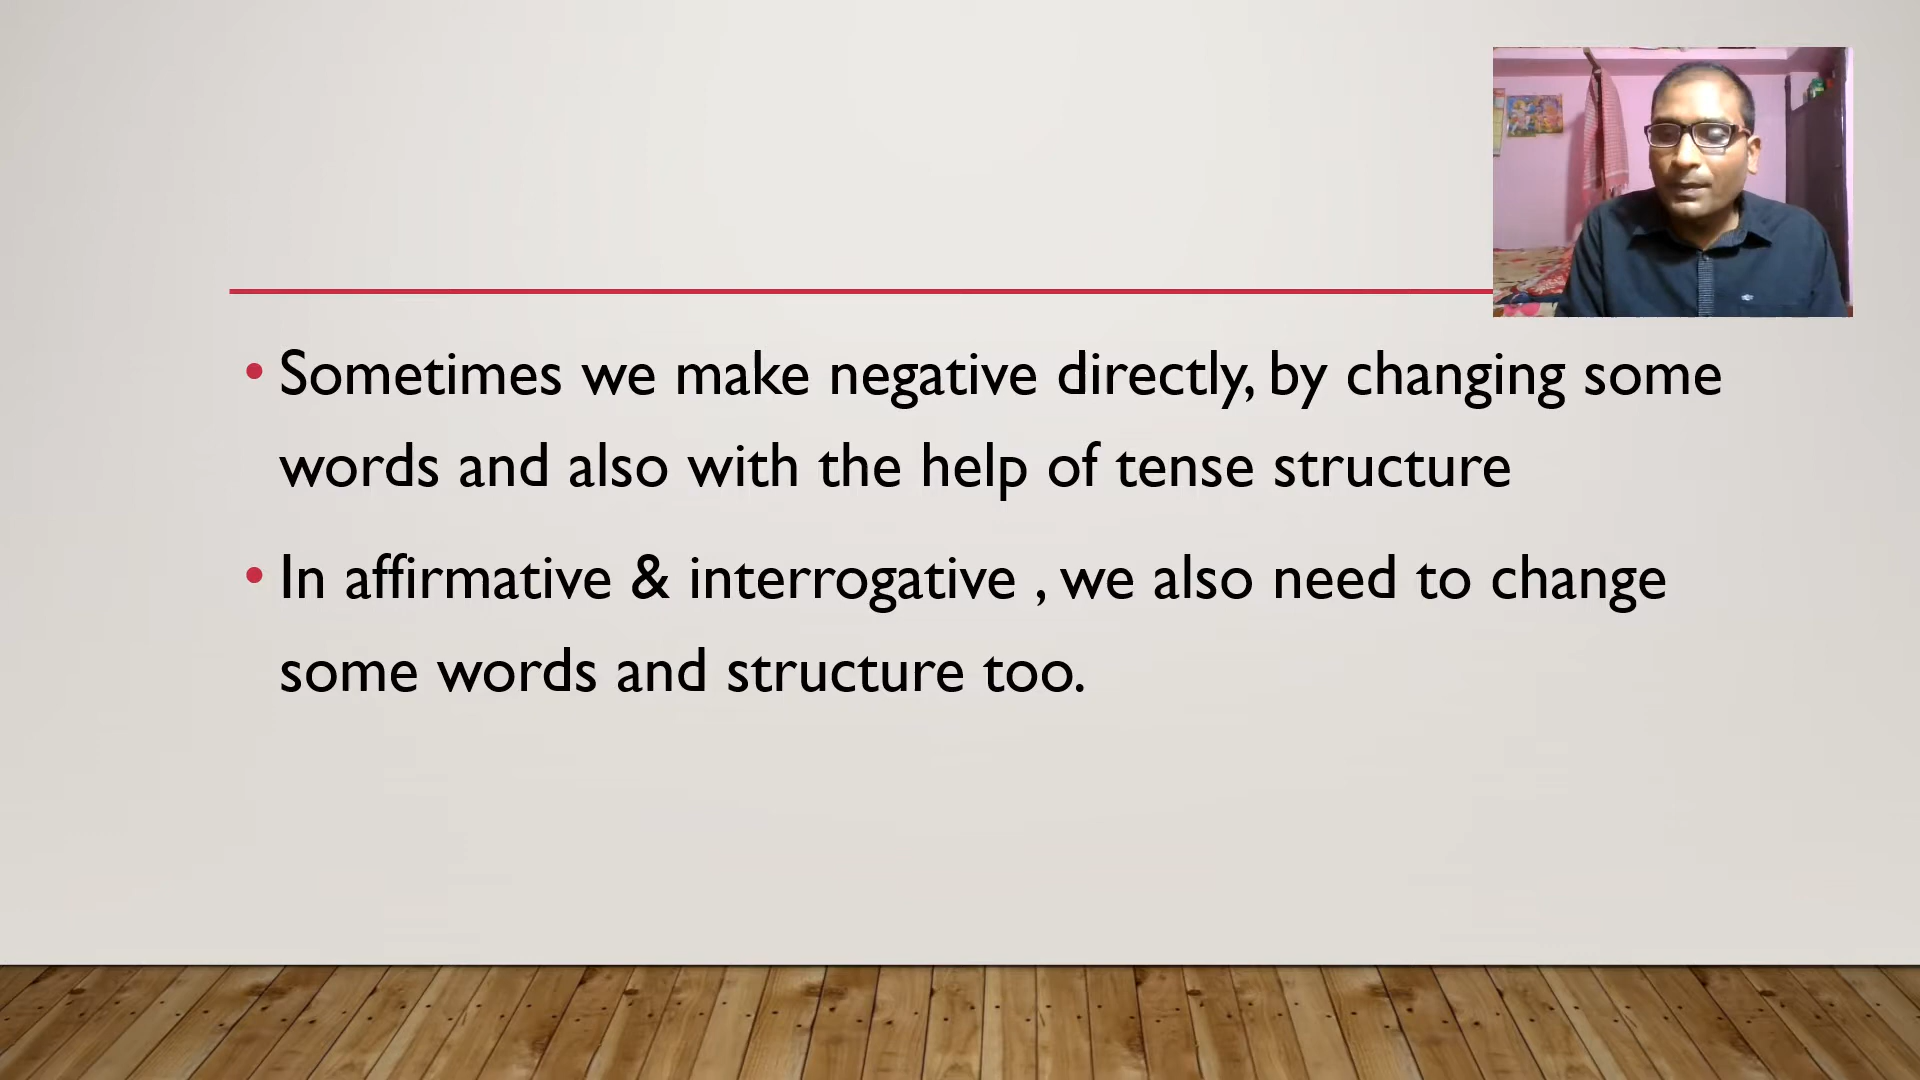 • Sometimes we make negative directly, by changing some
words and also with the help of tense structure
• In affirmative & interrogative , we also need to change
some words and structure too.